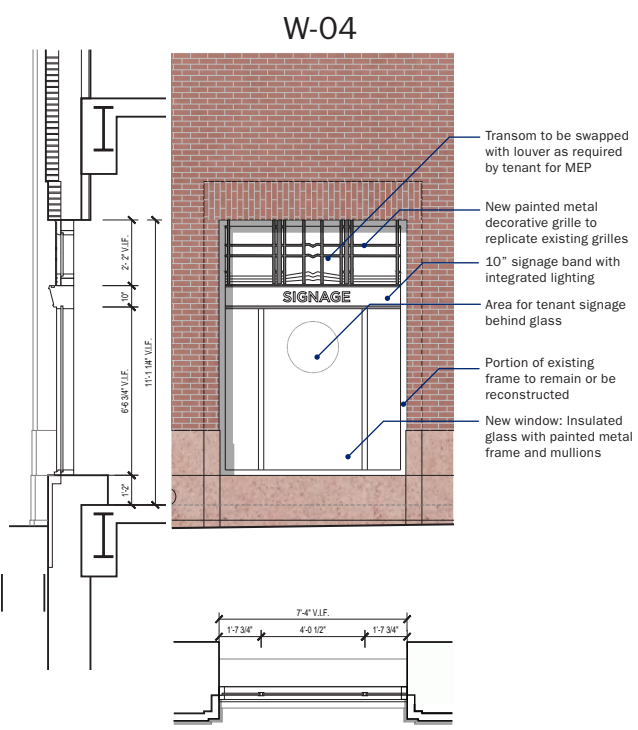 W-04
Transom to be swapped
with louver as required
by tenant for MEP
New painted metal
decorative grille to
replicate existing grilles
10” signage band with
integrated lighting
Area for tenant signage
behind glass
Portion of existing
frame to remain or be
reconstructed
New window: Insulated
glass with painted metal
frame and mullions
SIGNAGE
2'- 2" V.I.F.
10"
6'-6 3/4" V.I.F.
1'-2"
11'-1 1/4" V.I.F.
7'-4" V.I.F.
1'-7 3/4"
4'-0 1/2"
1'-7 3/4"